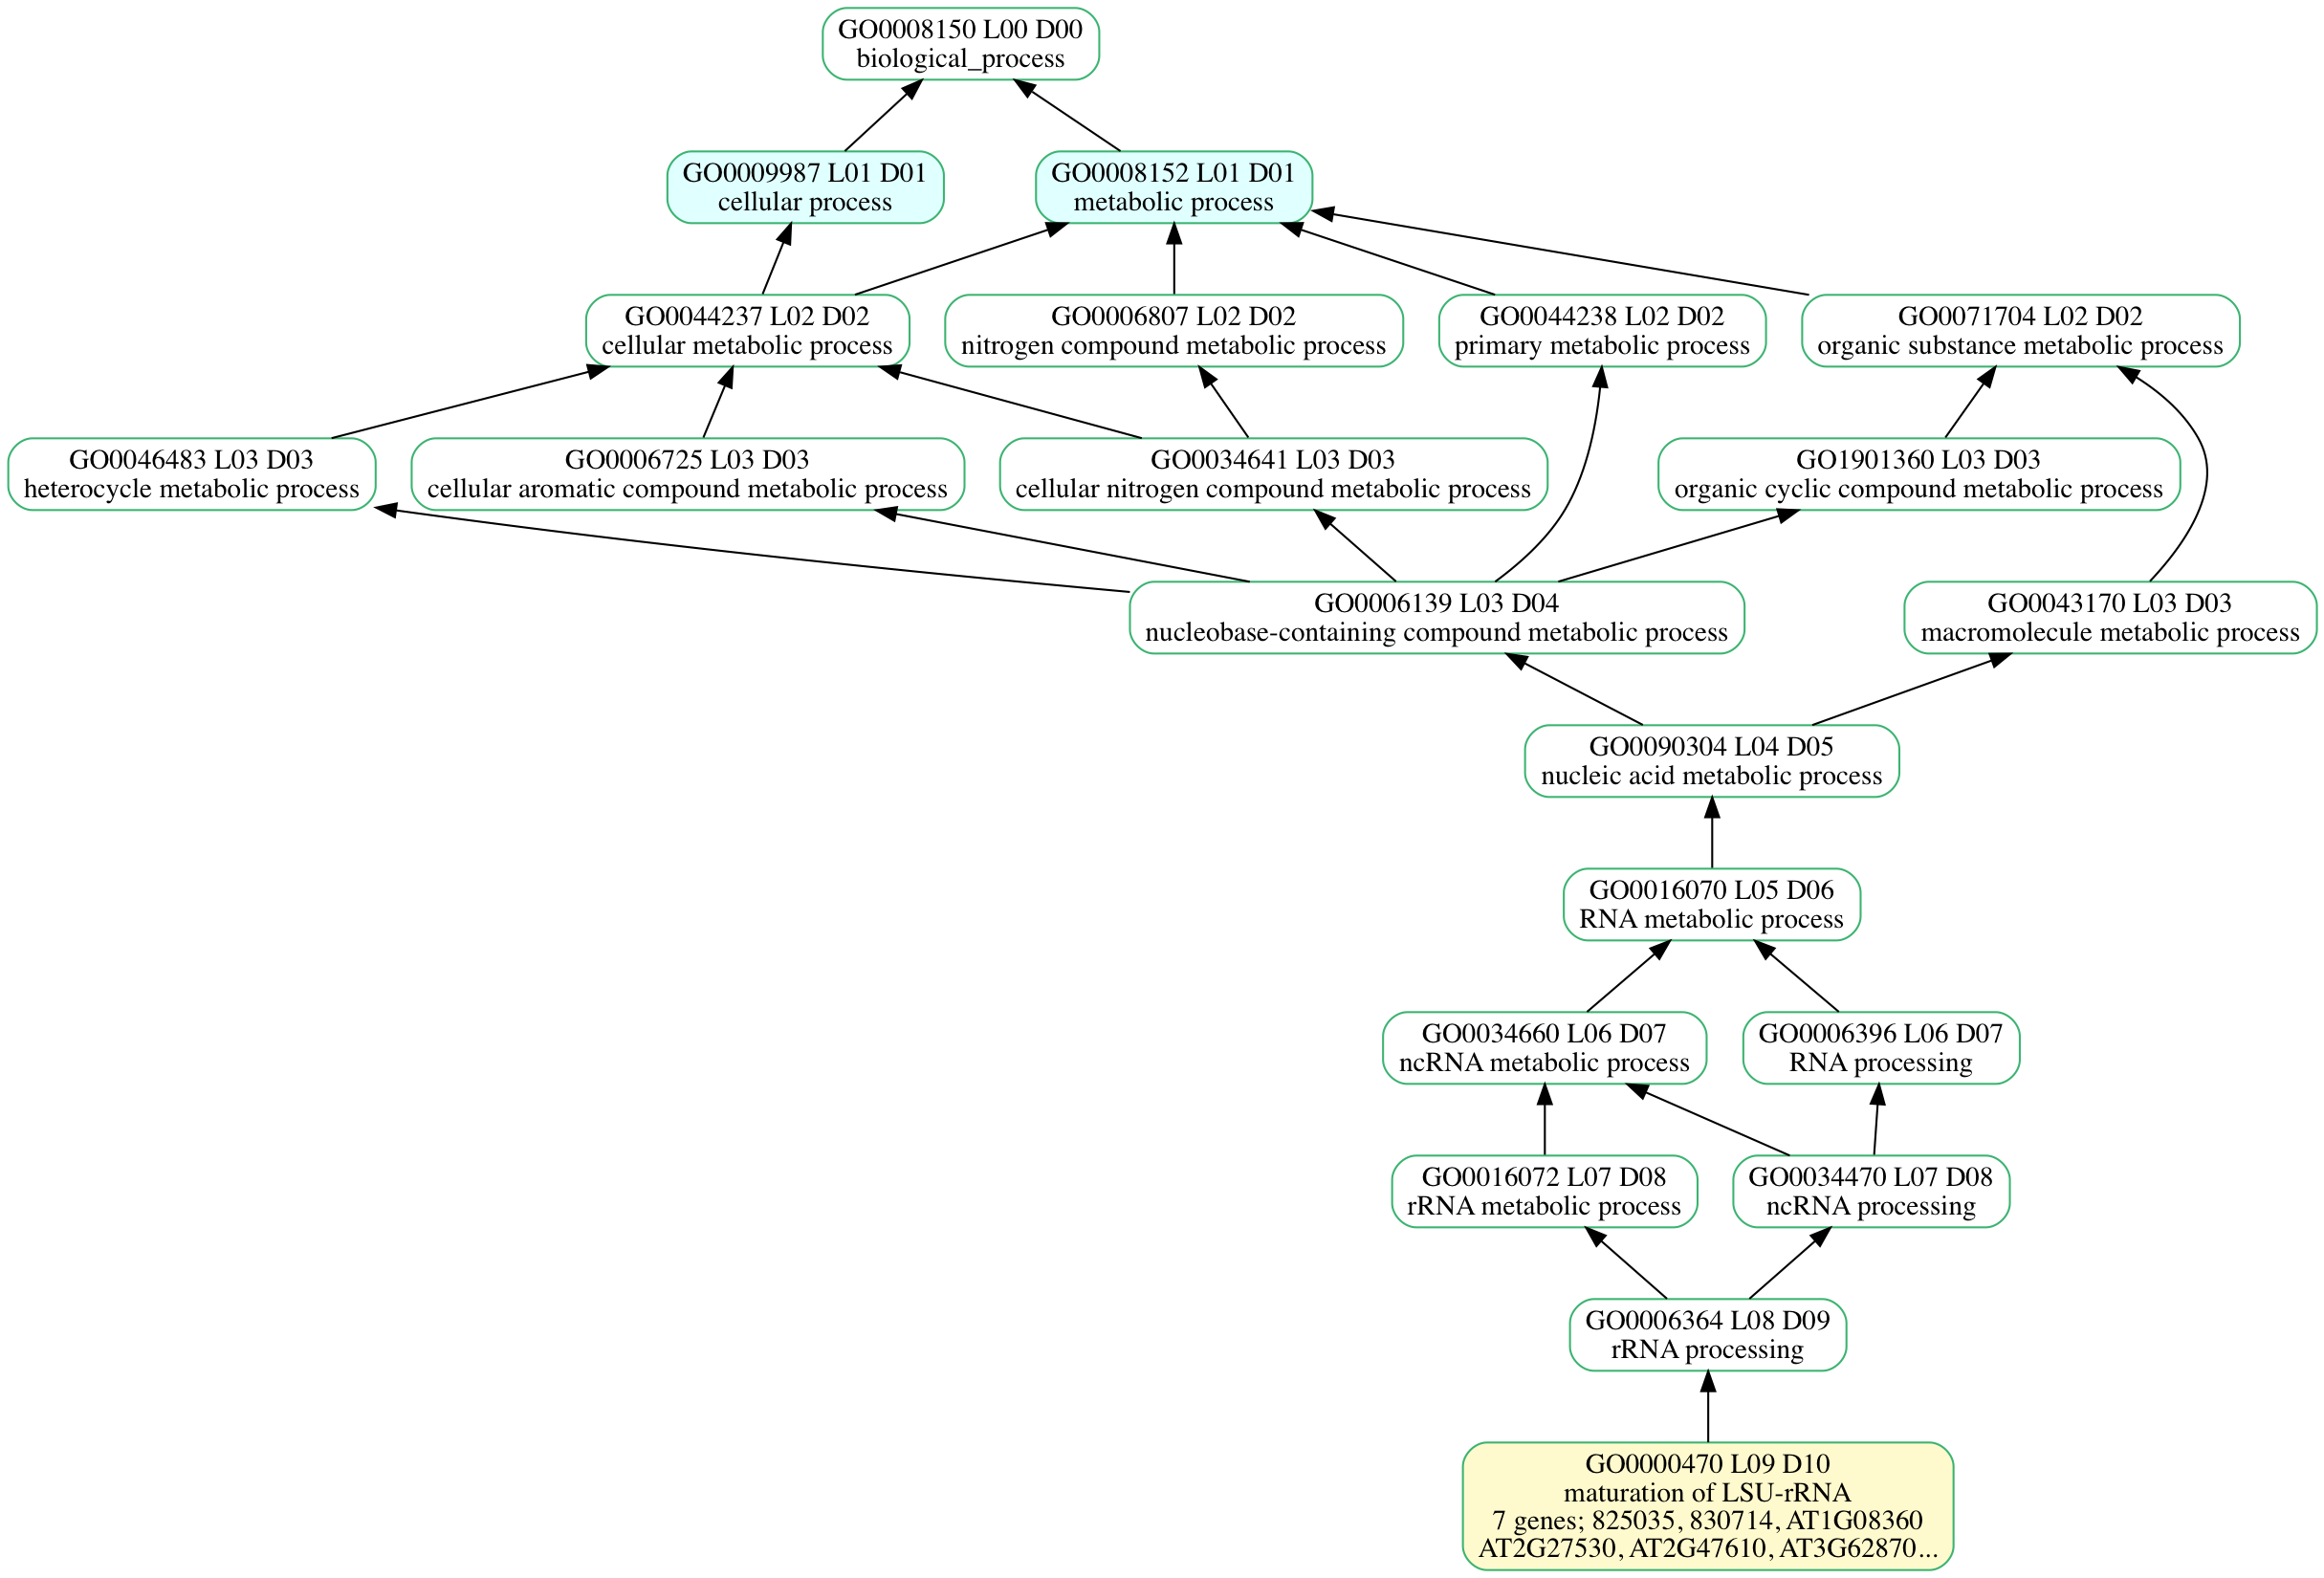 GO0008150 L00 D00
biological_process
GO0009987 L01 D01
cellular process
GO0008152 L01 D01
metabolic process
GO0044237 L02 D02
cellular metabolic process
GO0006807 L02 D02
nitrogen compound metabolic process
GO0044238 L02 D02
primary metabolic process
GO0071704 L02 D02
organic substance metabolic process
GO0046483 L03 D03
heterocycle metabolic process
GO0006725 L03 D03
cellular aromatic compound metabolic process
GO0034641 L03 D03
cellular nitrogen compound metabolic process
GO1901360 L03 D03
organic cyclic compound metabolic process
GO0006139 L03 D04
nucleobase-containing compound metabolic process
GO0043170 L03 D03
macromolecule metabolic process
GO0090304 L04 D05
nucleic acid metabolic process
GO0016070 L05 D06
RNA metabolic process
GO0034660 L06 D07
ncRNA metabolic process
GO0006396 L06 D07
RNA processing
GO0016072 L07 D08
rRNA metabolic process
GO0034470 L07 D08
ncRNA processing
GO0006364 L08 D09
rRNA processing
GO0000470 L09 D10
maturation of LSU-rRNA
7 genes; 825035, 830714, AT1G08360
AT2G27530, AT2G47610, AT3G62870...